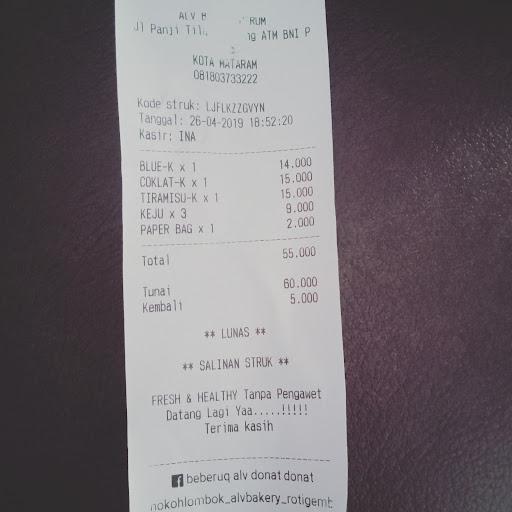 ALV B RUM
Jl Panji ATM BNI P
KOTA MATARAM
081803733222
Kode struk: LJFLKZZGVYN
Tanggal: 26-04-2019 18:52:20
Kasir: INA
BLUE-K x 1 14.000
COKLAT-K x 1 15.000
TIRAMISU-K x 1 15.000
KEJU x 3 9.000
PAPER BAG x 1 2.000
Total 55.000
Tunai 60.000
Kembali 5.000
** LUNAS **
** SALINAN STRUK **
FRESH & HEALTHY Tanpa Pengawet
Datang Lagi Yaa.....!!!!!
Terima kasih
beberuq alv donat donat
nokohlombok_alvbakery_rotigemb